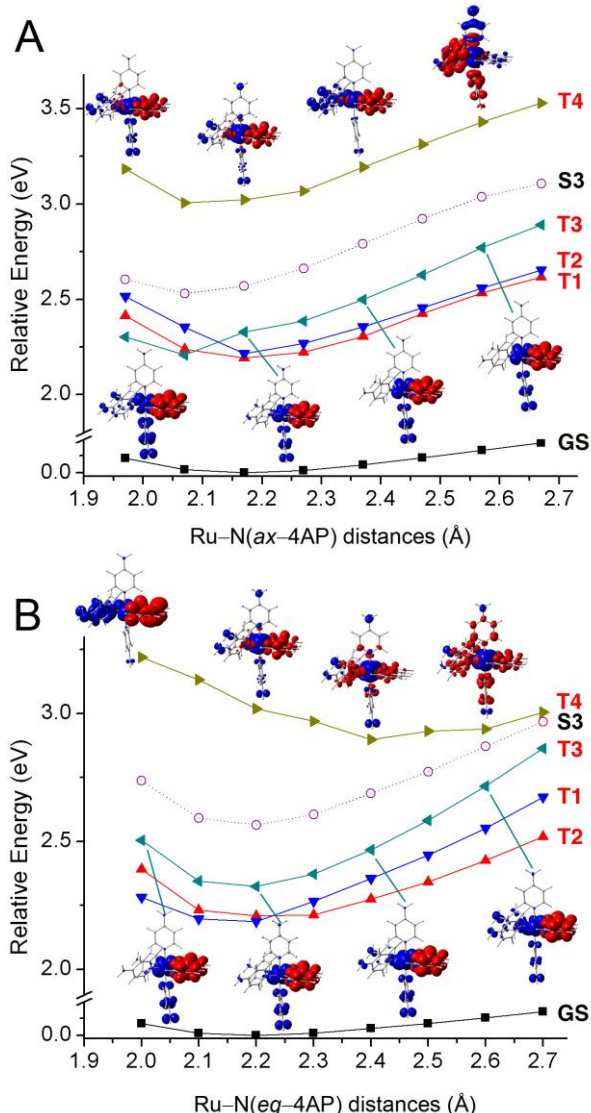 A
Relative Energy (eV)
3.5
3.0
2.5
2.0
0.0
T4
S3
T3
T2
T1
GS
1.9 2.0 2.1 2.2 2.3 2.4 2.5 2.6 2.7
Ru–N(ax–4AP) distances (Å)
B
Relative Energy (eV)
3.0
2.5
2.0
0.0
T4
S3
T3
T1
T2
GS
1.9 2.0 2.1 2.2 2.3 2.4 2.5 2.6 2.7
Ru–N(eq–4AP) distances (Å)